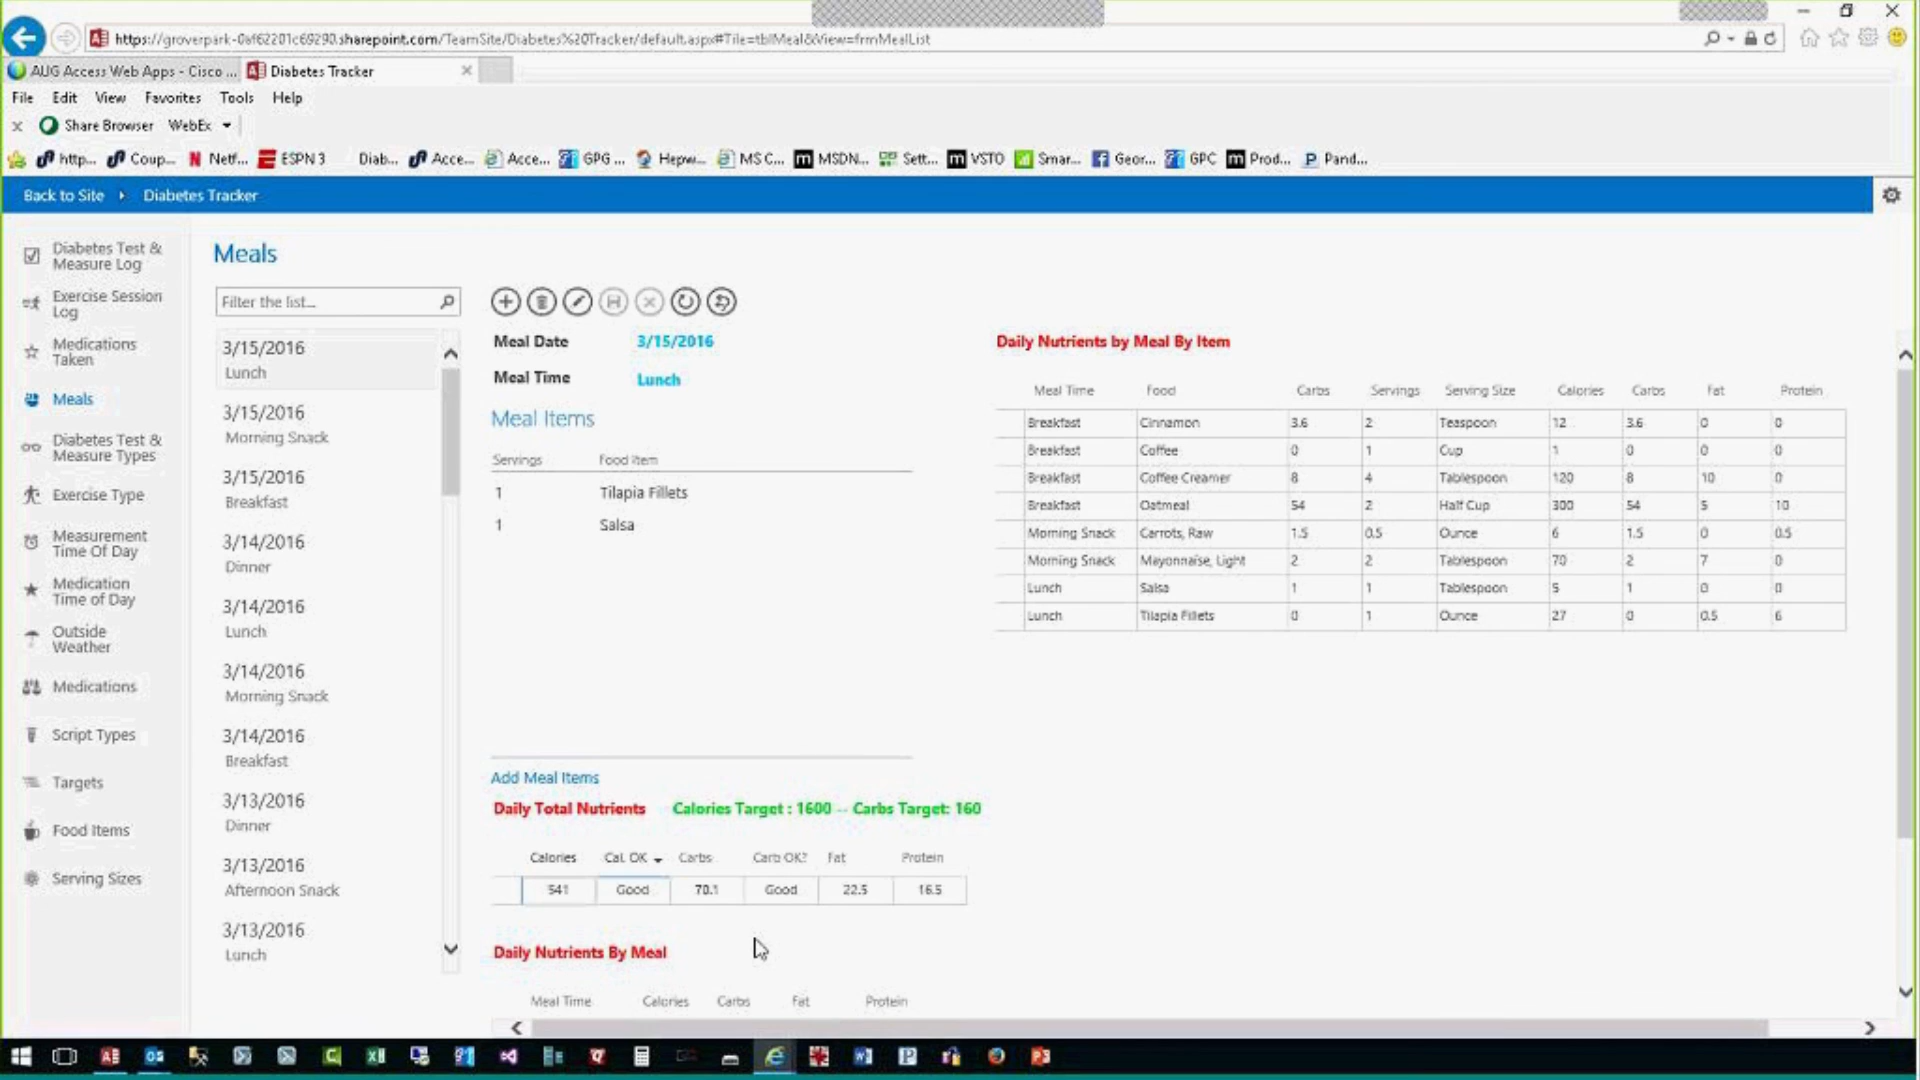 https://groverpark-0af62201c69290.sharepoint.com/TeamSite/Diabetes%20Tracker/default.aspx#Tile=tblMeal&View=frmMealList
AUG Access Web Apps - Cisco ...
Diabetes Tracker
File Edit View Favorites Tools Help
x Share Browser WebEx
http... Coup... Netf... ESPN 3 Diab... Acce... Acce... GPG ... Hepw... MS C... MSDN... Sett... VSTO Smar... Geor... GPC Prod... Pand...
Back to Site Diabetes Tracker
Diabetes Test &
Measure Log
Exercise Session
Log
Medications
Taken
Meals
Diabetes Test &
Measure Types
Exercise Type
Measurement
Time Of Day
Medication
Time of Day
Outside
Weather
Medications
Script Types
Targets
Food Items
Serving Sizes
Meals
Filter the list...
3/15/2016
Lunch
3/15/2016
Morning Snack
3/15/2016
Breakfast
3/14/2016
Dinner
3/14/2016
Lunch
3/14/2016
Morning Snack
3/14/2016
Breakfast
3/13/2016
Dinner
3/13/2016
Afternoon Snack
3/13/2016
Lunch
Meal Date 3/15/2016
Meal Time Lunch
Meal Items
Servings Food Item
1 Tilapia Fillets
1 Salsa
Add Meal Items
Daily Total Nutrients Calories Target : 1600 -- Carbs Target: 160
Calories Cal. OK Carbs Carb OK? Fat Protein
541 Good 70.1 Good 22.5 16.5
Daily Nutrients By Meal
Meal Time Calories Carbs Fat Protein
Daily Nutrients by Meal By Item
Meal Time Food Carbs Servings Serving Size Calories Carbs Fat Protein
Breakfast Cinnamon 3.6 2 Teaspoon 12 3.6 0 0
Breakfast Coffee 0 1 Cup 1 0 0 0
Breakfast Coffee Creamer 8 4 Tablespoon 120 8 10 0
Breakfast Oatmeal 54 2 Half Cup 300 54 5 10
Morning Snack Carrots, Raw 1.5 0.5 Ounce 6 1.5 0 0.5
Morning Snack Mayonnaise, Light 2 2 Tablespoon 70 2 7 0
Lunch Salsa 1 1 Tablespoon 5 1 0 0
Lunch Tilapia Fillets 0 1 Ounce 27 0 0.5 6